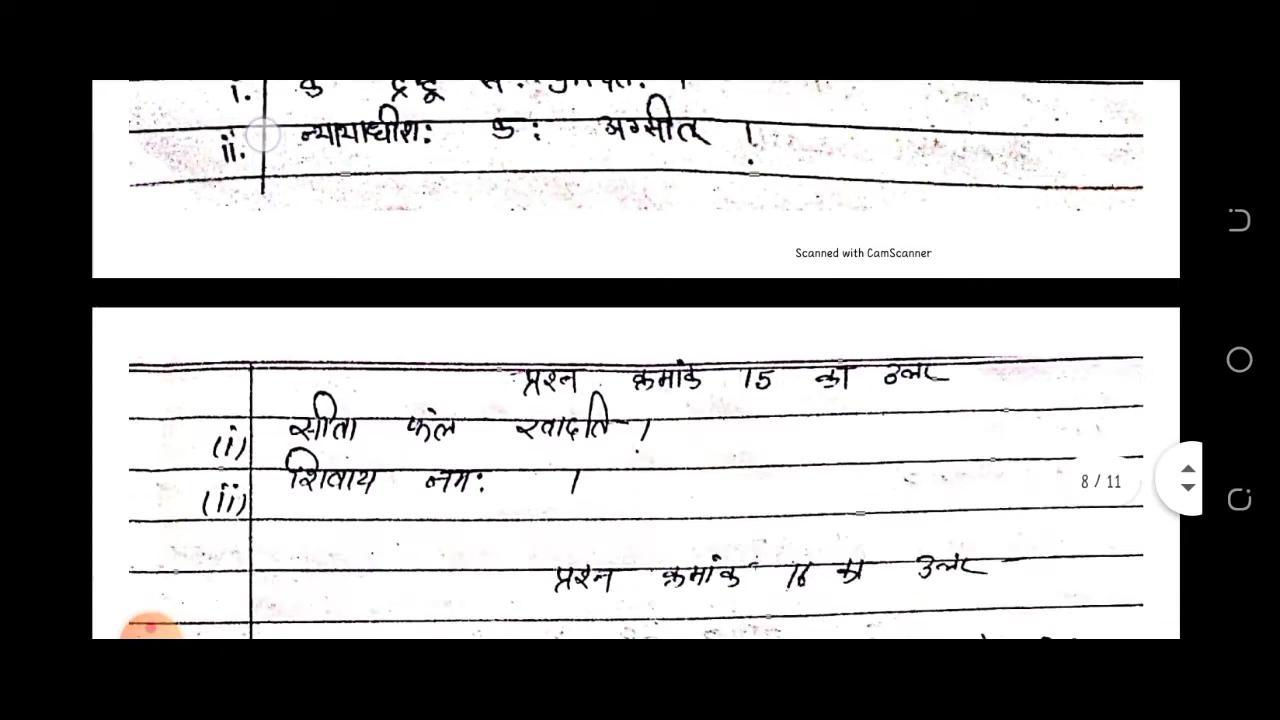 i.
ii. न्यायाधीशः कः अासीत् ।
Scanned with CamScanner
प्रश्न क्रमांक 15 का उत्तर
(i) सीता फलं खादति ।
(ii) शिवाय नमः ।
8 / 11
प्रश्न क्रमांक 16 का उत्तर